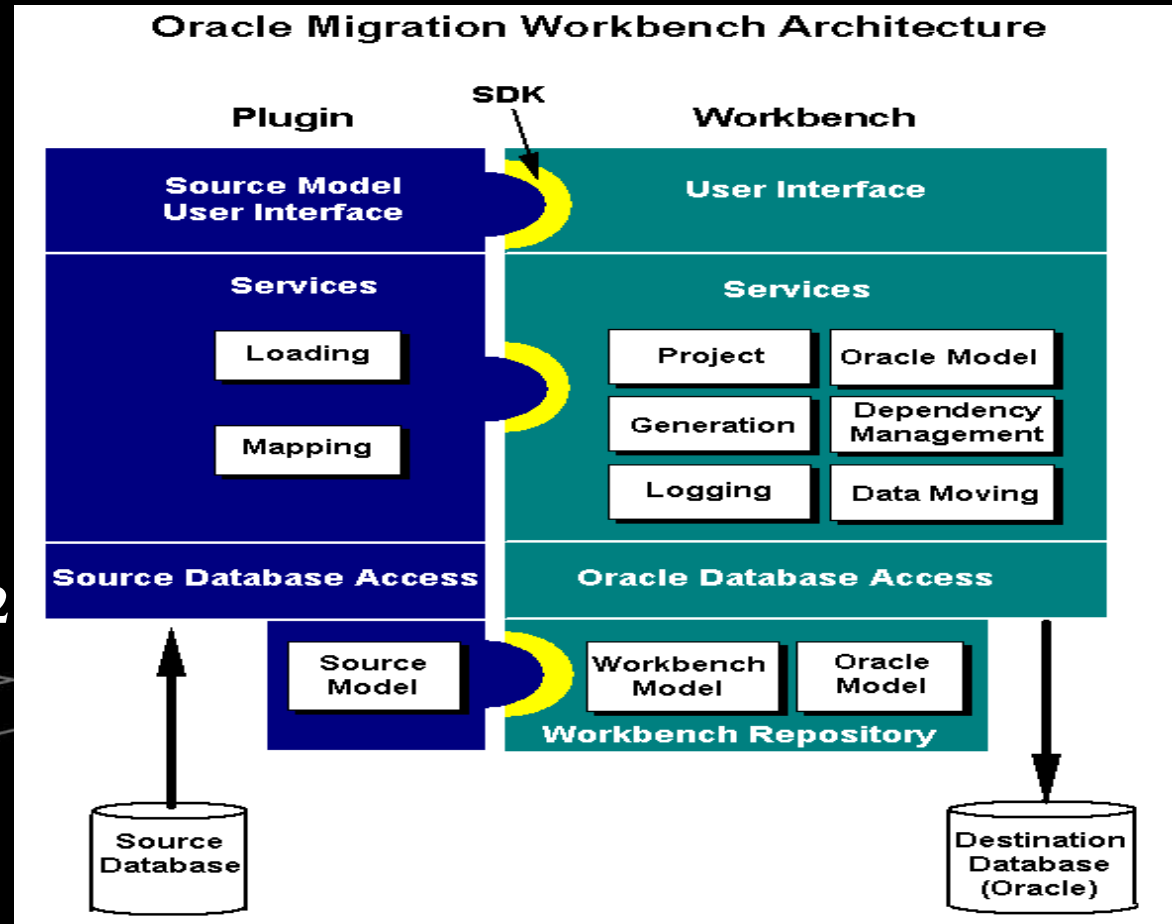 Oracle Migration Workbench Architecture
SDK
Plugin
Workbench
Source Model
User Interface
User Interface
Services
Services
Loading
Mapping
Project
Oracle Model
Generation
Dependency
Management
Logging
Data Moving
Source Database Access
Oracle Database Access
2
Source
Model
Workbench
Model
Oracle
Model
Workbench Repository
Source
Database
Destination
Database
(Oracle)